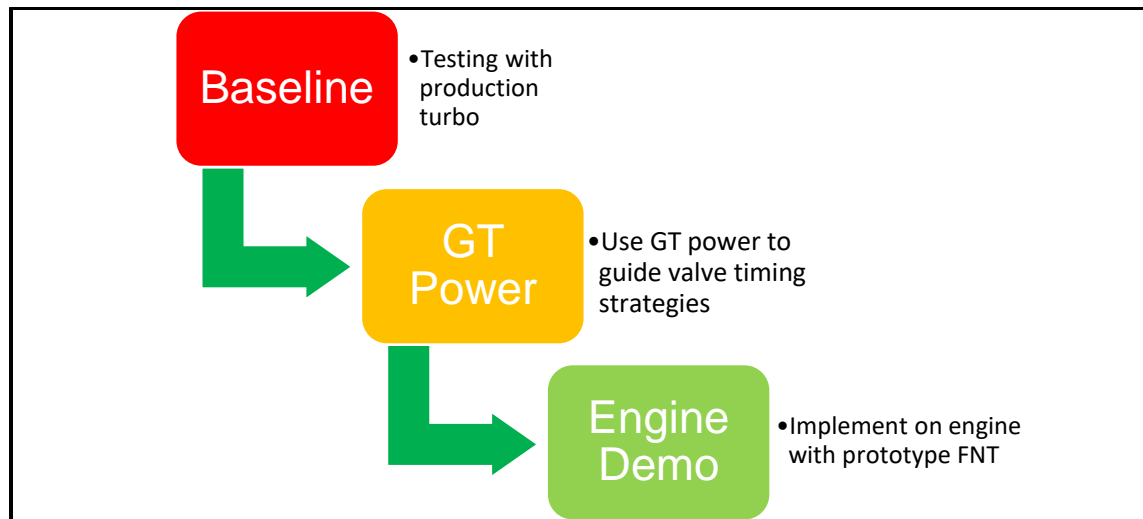 Baseline
•Testing with
production
turbo
GT
Power
•Use GT power to
guide valve timing
strategies
Engine
Demo
•Implement on engine
with prototype FNT